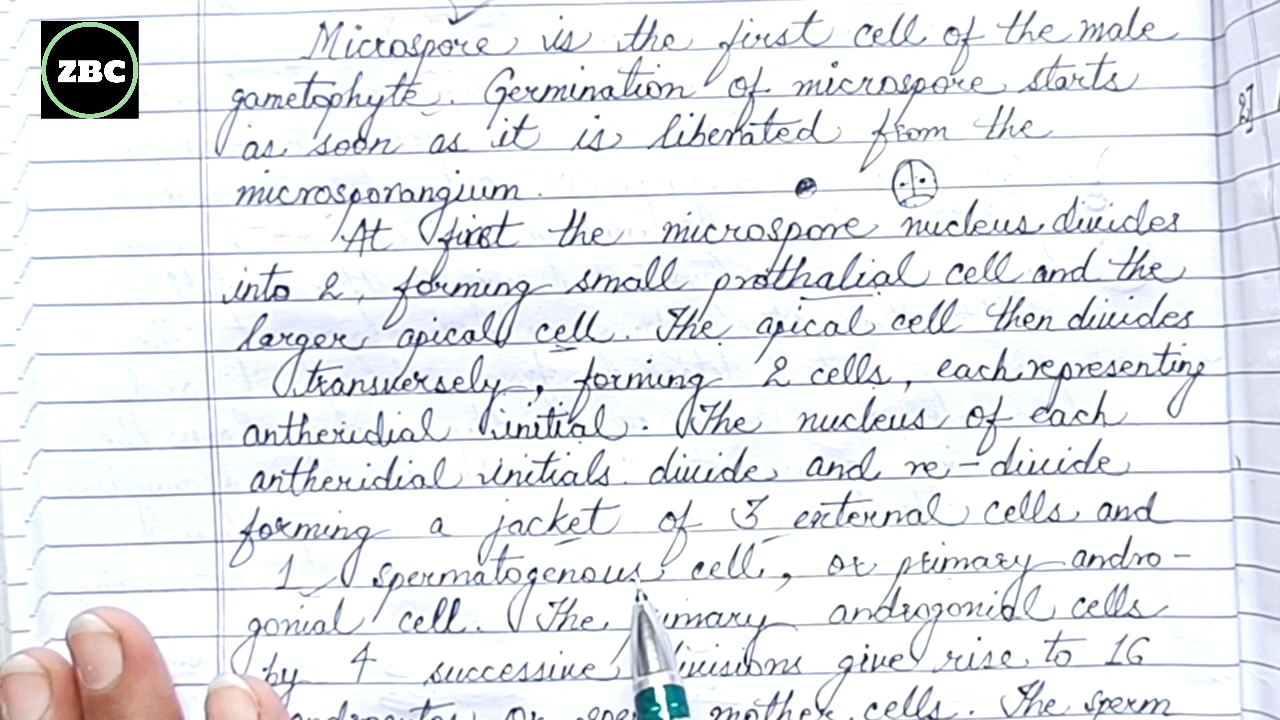 ZBC
Microspore is the first cell of the male
gametophyte. Germination of microspore starts
as soon as it is liberated from the
microsporangium.
At first the microspore nucleus divides
into 2, forming small prothalial cell and the
larger apical cell. The apical cell then divides
transversely, forming 2 cells, each representing
antheridial initial. The nucleus of each
antheridial initials divide and re-divide
forming a jacket of 3 external cells and
1 spermatogenous cell, or primary andro-
gonial cell. The androgonial cells
by 4 successive give rise to 16
mother cells. The sperm